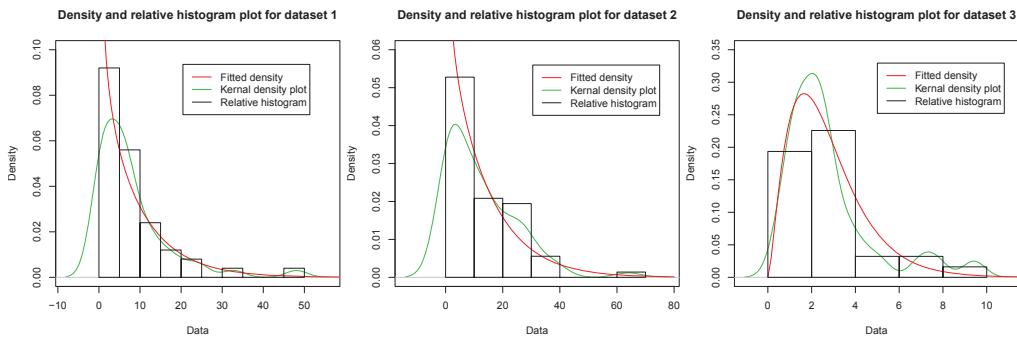 Density and relative histogram plot for dataset 1
0.10
0.08
0.06
0.04
0.02
0.00
Density
Fitted density
Kernal density plot
Relative histogram
−10 0 10 20 30 40 50
Data
Density and relative histogram plot for dataset 2
0.06
0.05
0.04
0.03
0.02
0.01
0.00
Density
Fitted density
Kernal density plot
Relative histogram
0 20 40 60 80
Data
Density and relative histogram plot for dataset 3
0.35
0.30
0.25
0.20
0.15
0.10
0.05
0.00
Density
Fitted density
Kernal density plot
Relative histogram
0 2 4 6 8 10
Data